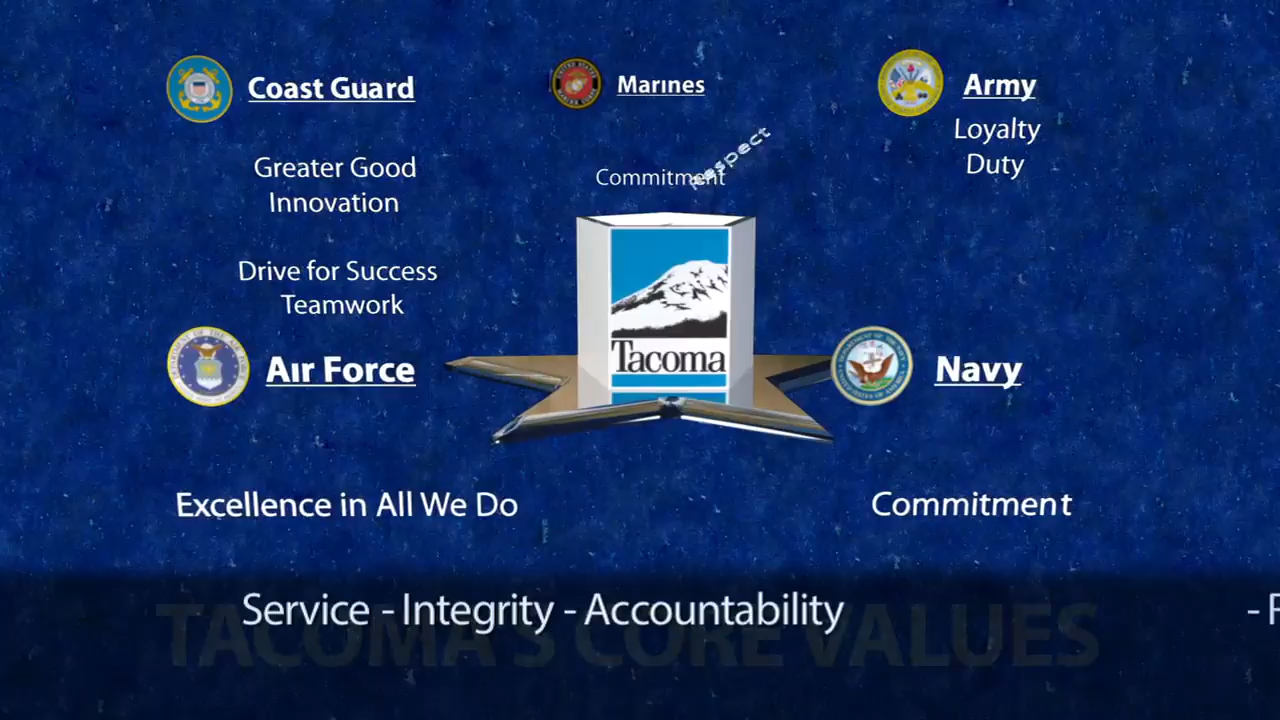 Coast Guard
Marines
Army
Loyalty
Duty
respect
Commitment
Greater Good
Innovation
Drive for Success
Teamwork
Tacoma
Air Force
Navy
Excellence in All We Do
Commitment
Service - Integrity - Accountability
- F
TACOMA'S CORE VALUES